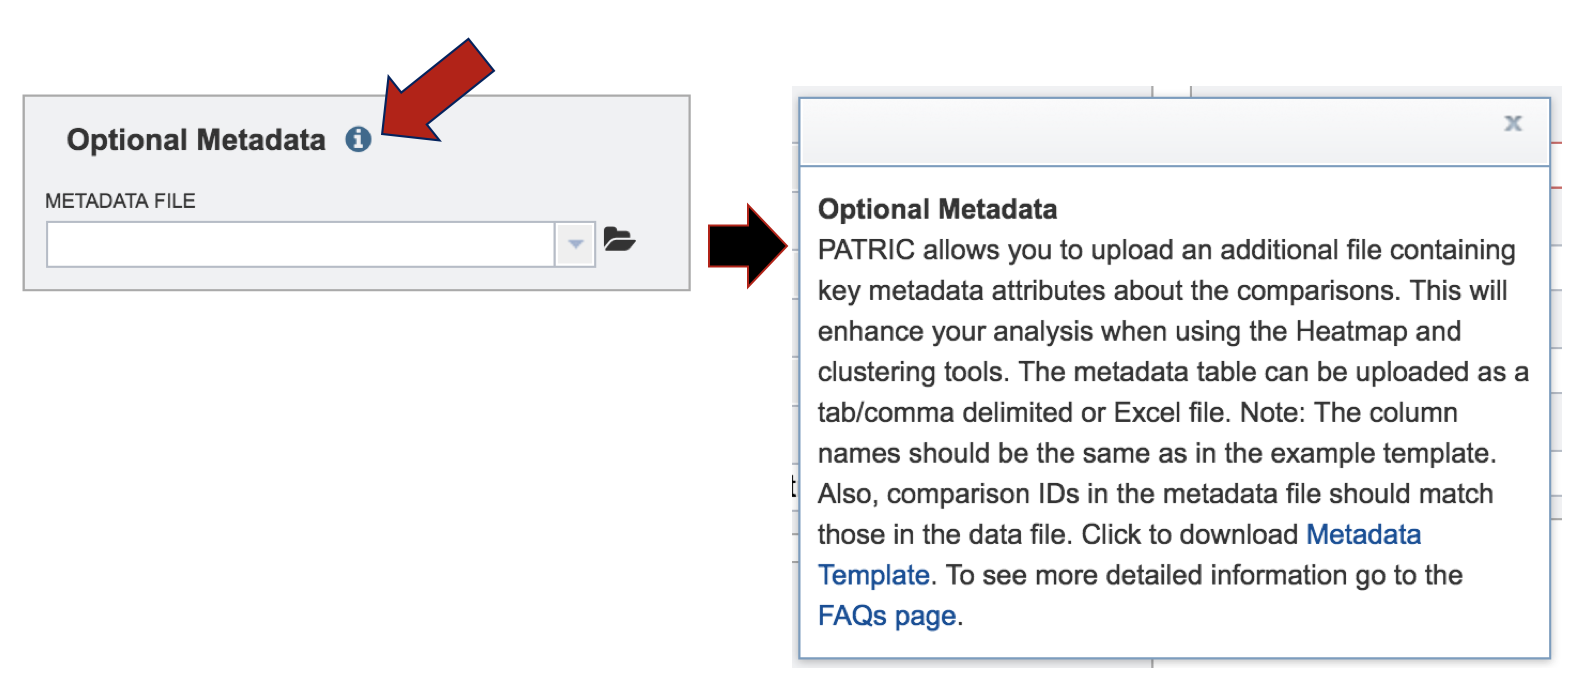 Optional Metadata
METADATA FILE
x
Optional Metadata
PATRIC allows you to upload an additional file containing
key metadata attributes about the comparisons. This will
enhance your analysis when using the Heatmap and
clustering tools. The metadata table can be uploaded as a
tab/comma delimited or Excel file. Note: The column
names should be the same as in the example template.
Also, comparison IDs in the metadata file should match
those in the data file. Click to download Metadata
Template. To see more detailed information go to the
FAQs page.